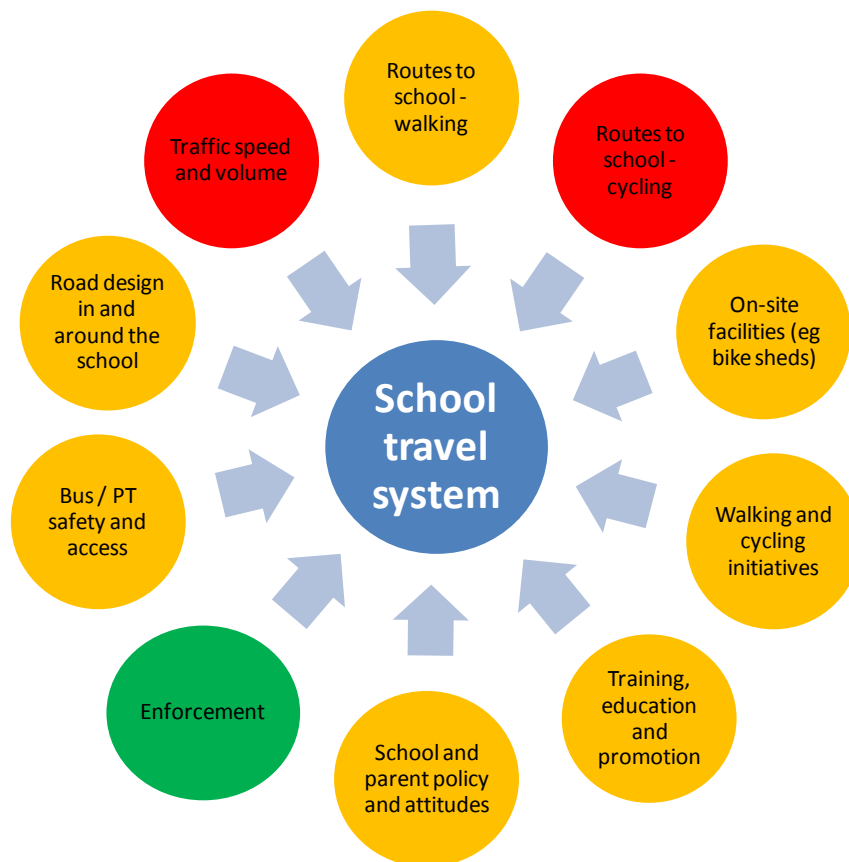 Routes to
school -
walking
Routes to
school -
cycling
On-site
facilities (eg
bike sheds)
Walking and
cycling
initiatives
Training,
education
and
promotion
School and
parent policy
and attitudes
Enforcement
Bus / PT
safety and
access
Road design
in and
around the
school
Traffic speed
and volume
School
travel
system